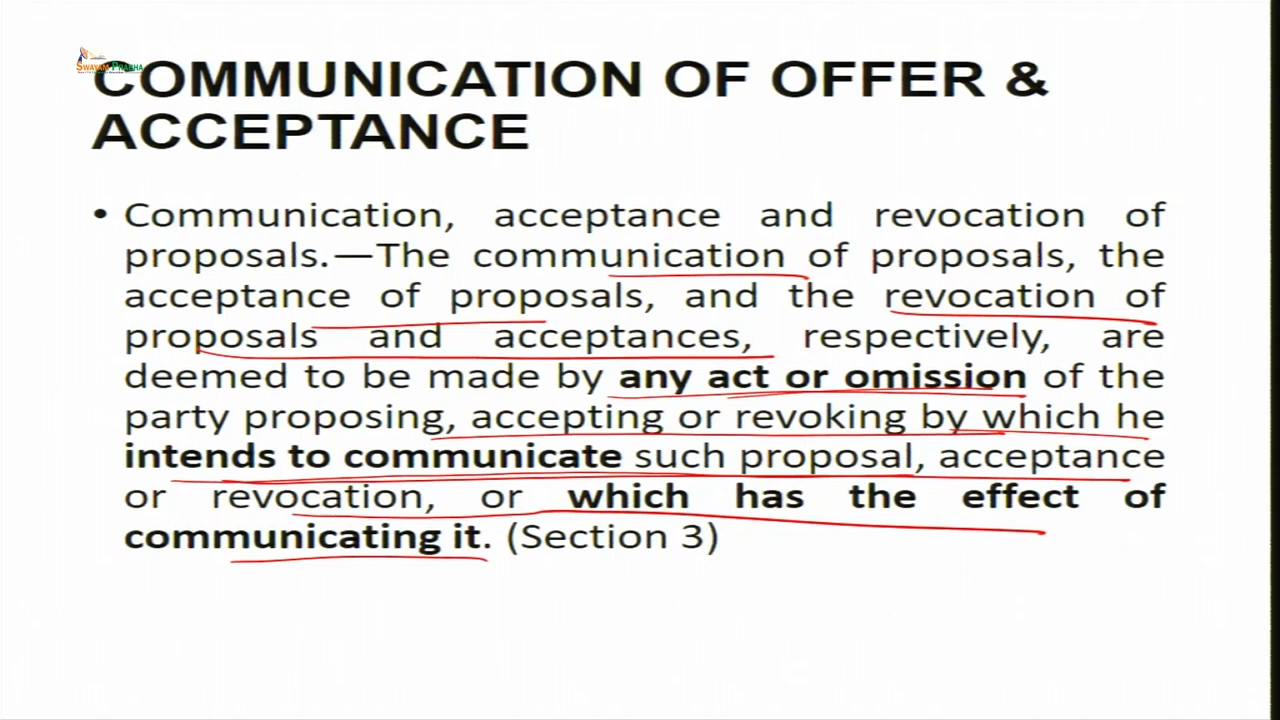 SWAYAM PRABHA
COMMUNICATION OF OFFER &
ACCEPTANCE
• Communication, acceptance and revocation of
proposals.—The communication of proposals, the
acceptance of proposals, and the revocation of
proposals and acceptances, respectively, are
deemed to be made by any act or omission of the
party proposing, accepting or revoking by which he
intends to communicate such proposal, acceptance
or revocation, or which has the effect of
communicating it. (Section 3)